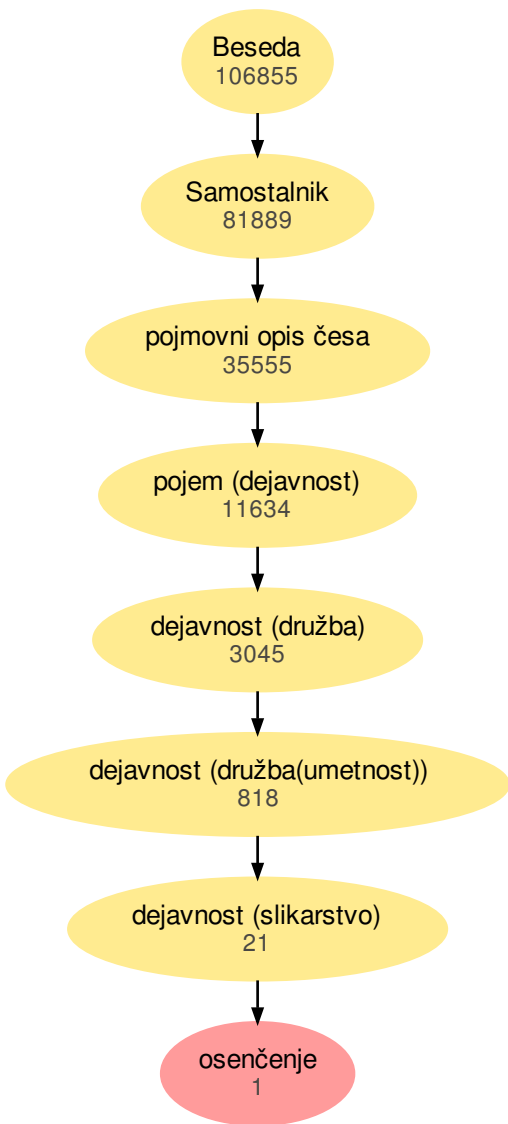 Beseda
106855
Samostalnik
81889
pojmovni opis česa
35555
pojem (dejavnost)
11634
dejavnost (družba)
3045
dejavnost (družba(umetnost))
818
dejavnost (slikarstvo)
21
osenčenje
1